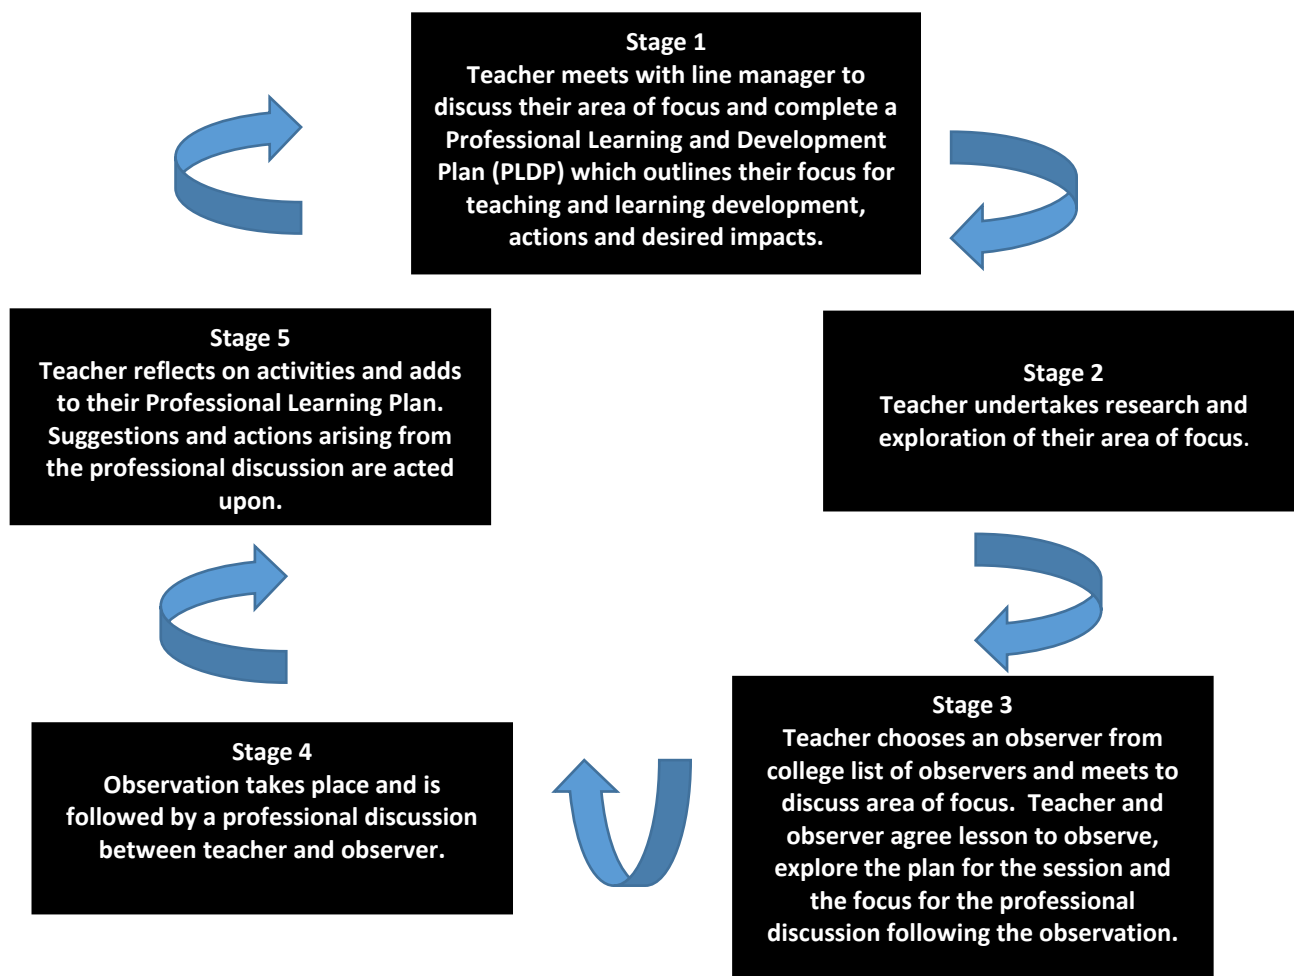 Stage 1
Teacher meets with line manager to
discuss their area of focus and complete a
Professional Learning and Development
Plan (PLDP) which outlines their focus for
teaching and learning development,
actions and desired impacts.
Stage 2
Teacher undertakes research and
exploration of their area of focus.
Stage 3
Teacher chooses an observer from
college list of observers and meets to
discuss area of focus.  Teacher and
observer agree lesson to observe,
explore the plan for the session and
the focus for the professional
discussion following the observation.
Stage 4
Observation takes place and is
followed by a professional discussion
between teacher and observer.
Stage 5
Teacher reflects on activities and adds
to their Professional Learning Plan.
Suggestions and actions arising from
the professional discussion are acted
upon.